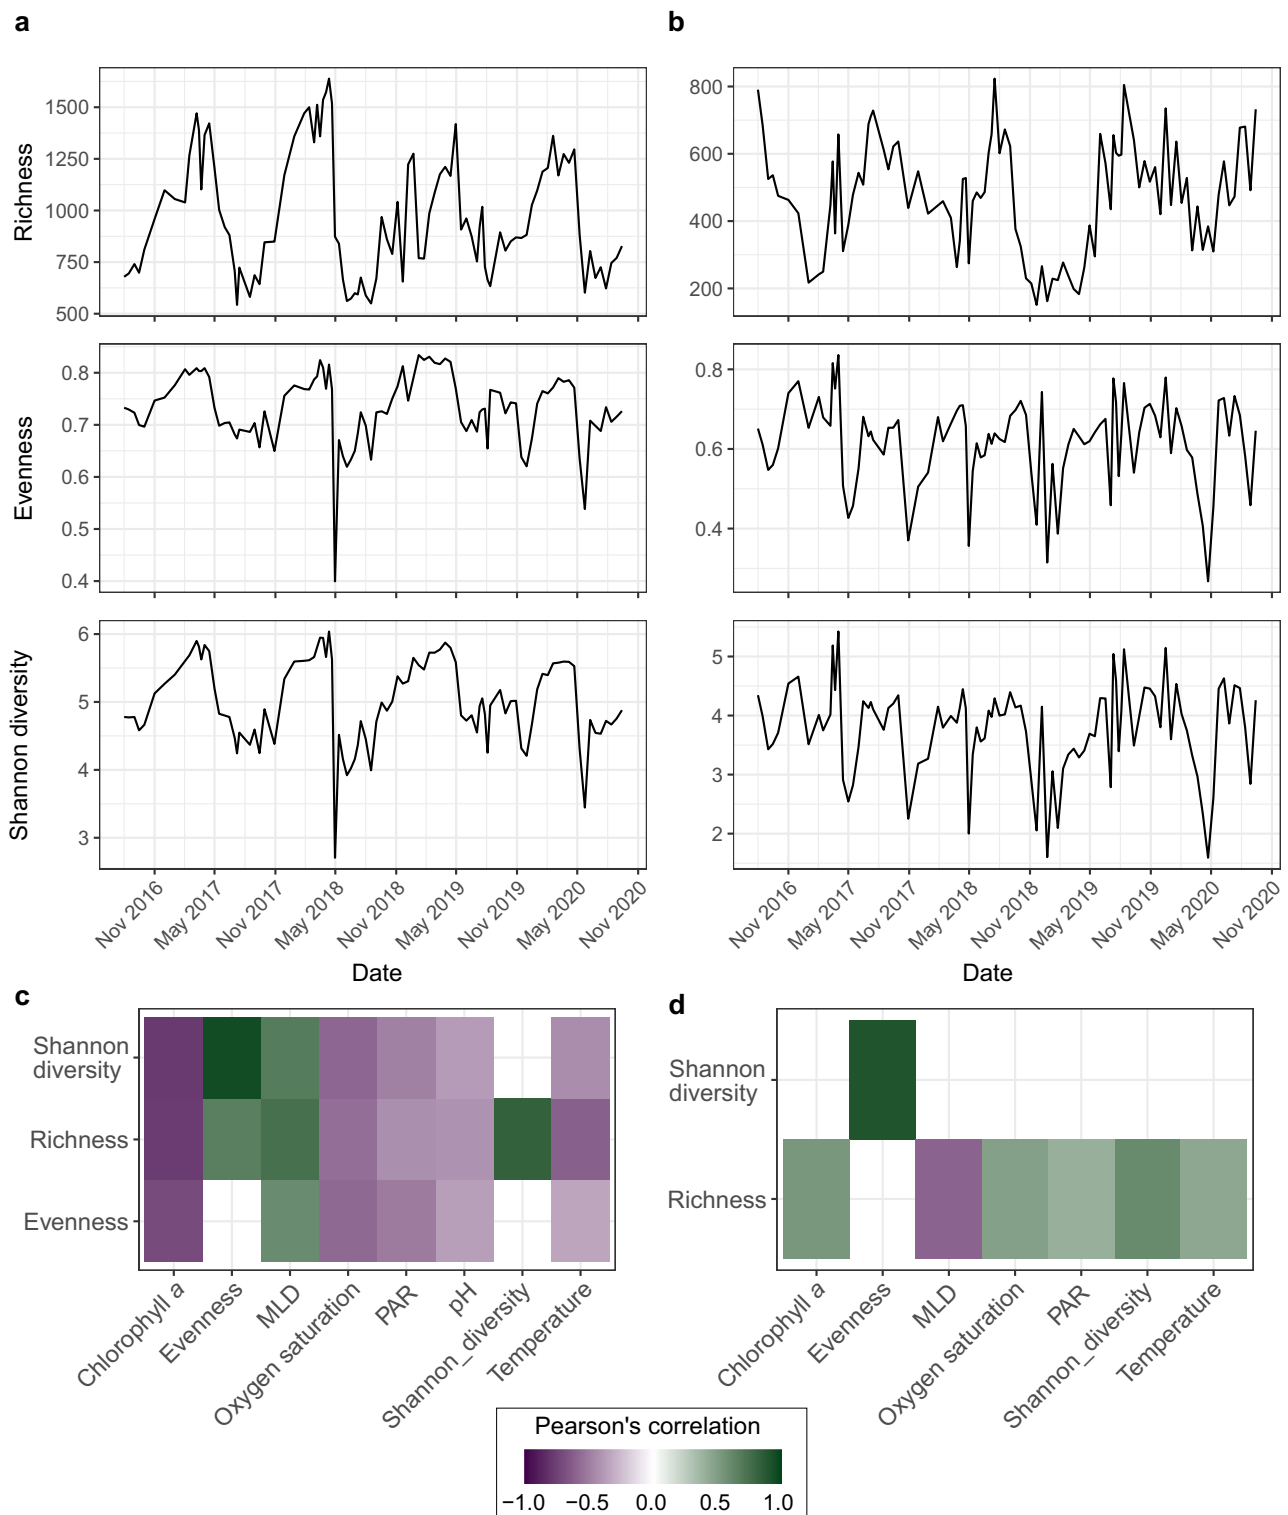 a
b
Richness
1500
1250
1000
750
500
800
600
400
200
Evenness
0.8
0.7
0.6
0.5
0.4
0.8
0.6
0.4
Shannon diversity
6
5
4
3
5
4
3
2
Nov 2016
May 2017
Nov 2017
May 2018
Nov 2018
May 2019
Nov 2019
May 2020
Nov 2020
Date
Nov 2016
May 2017
Nov 2017
May 2018
Nov 2018
May 2019
Nov 2019
May 2020
Nov 2020
Date
c
Shannon
diversity
Richness
Evenness
Chlorophyll a
Evenness
MLD
Oxygen saturation
PAR
pH
Shannon_diversity
Temperature
d
Shannon
diversity
Richness
Chlorophyll a
Evenness
MLD
Oxygen saturation
PAR
Shannon_diversity
Temperature
Pearson's correlation
−1.0 −0.5 0.0 0.5 1.0